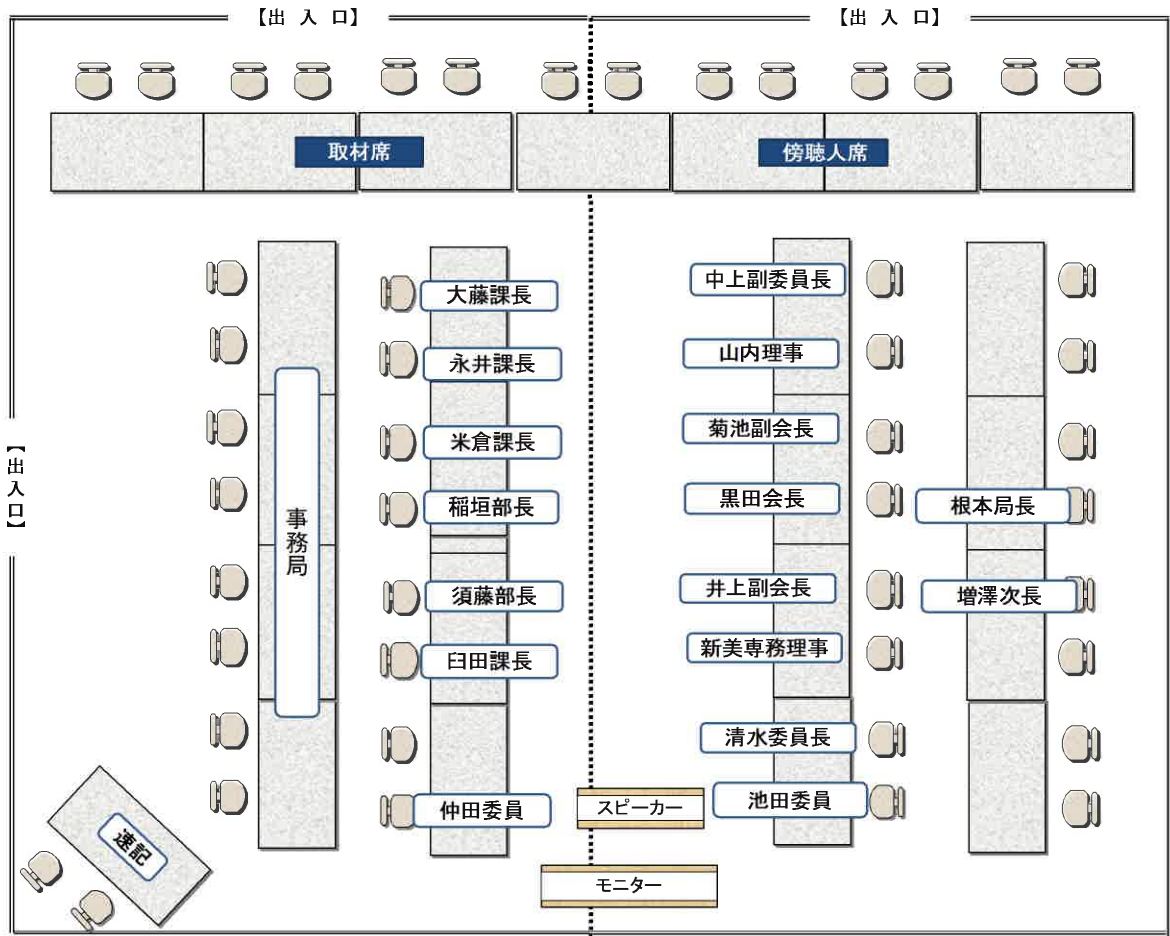 【出 入 口】
【出 入 口】
取材席
傍聴人席
大藤課長
永井課長
米倉課長
稲垣部長
須藤部長
臼田課長
仲田委員
事務局
【出入口】
速記
中上副委員長
山内理事
菊池副会長
黒田会長
井上副会長
新美専務理事
清水委員長
池田委員
根本局長
増澤次長
スピーカー
モニター